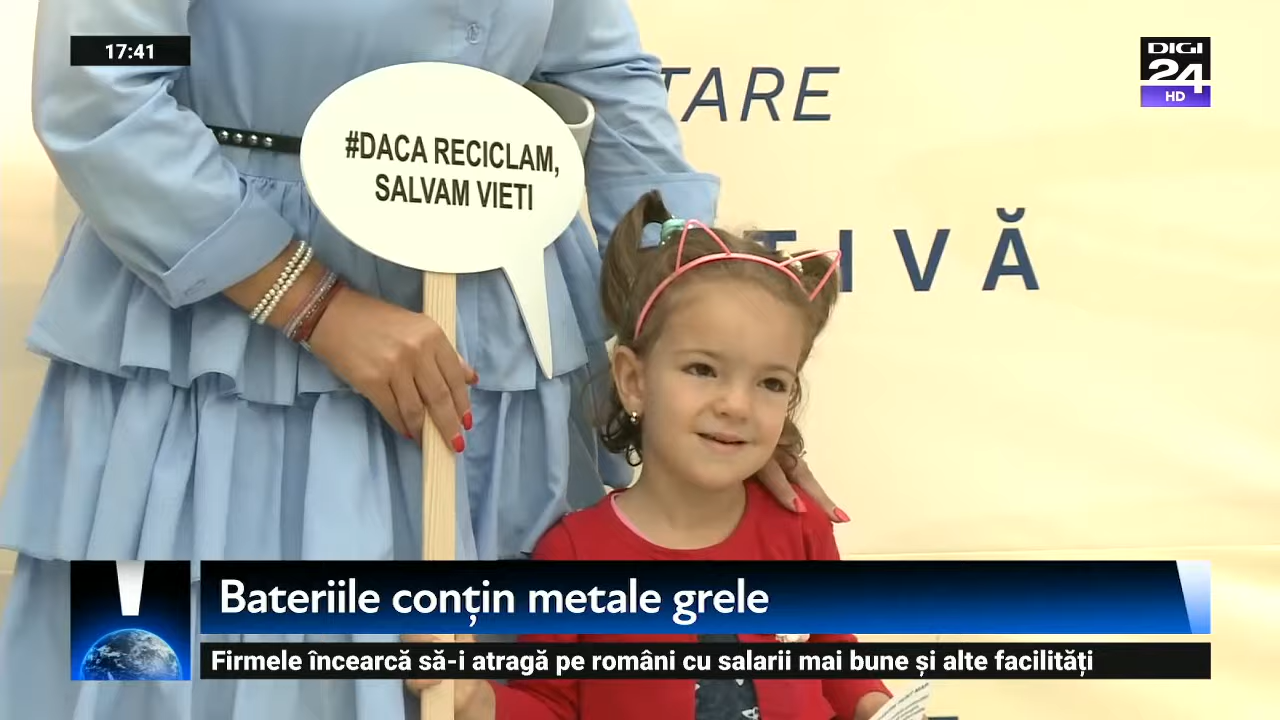 17:41
DIGI
24
HD
TARE
#DACA RECICLAM,
SALVAM VIETI
TIVĂ
Bateriile conțin metale grele
Firmele încearcă să-i atragă pe români cu salarii mai bune și alte facilități